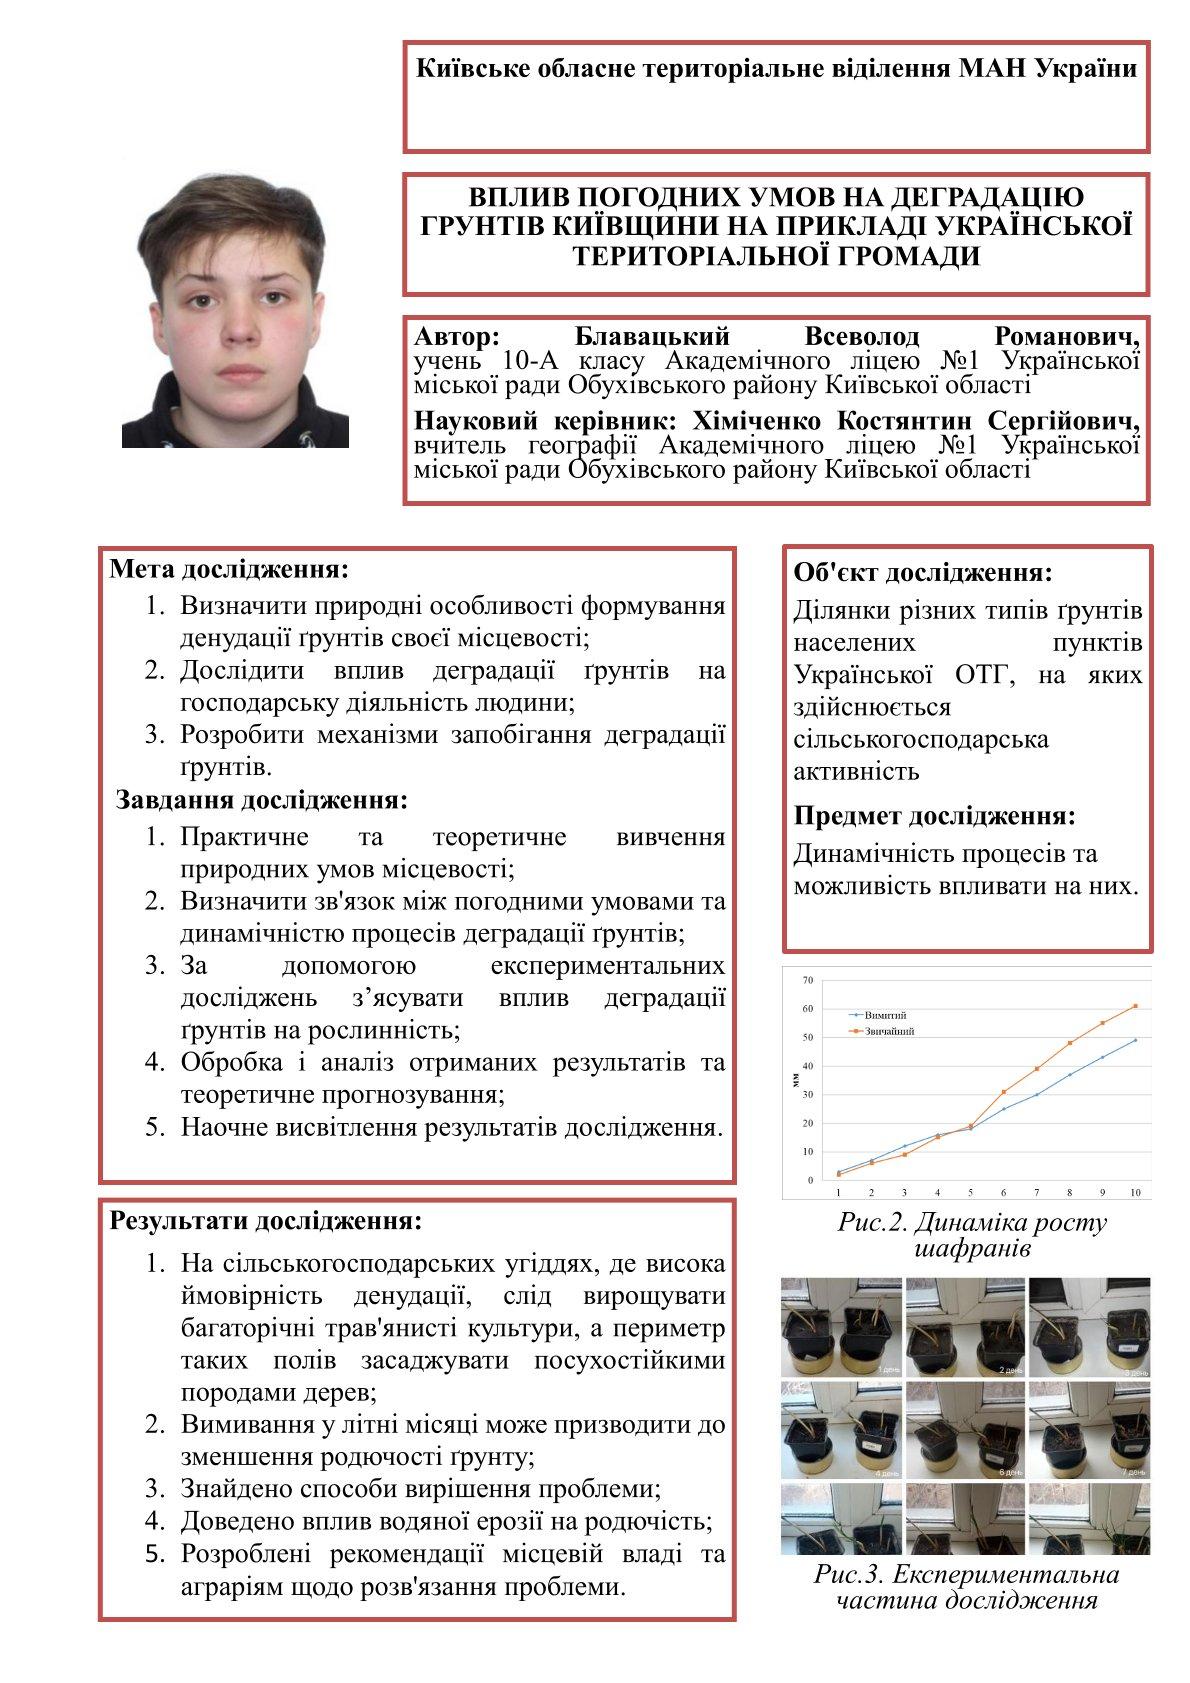 Київське обласне територіальне віділення МАН України
ВПЛИВ ПОГОДНИХ УМОВ НА ДЕГРАДАЦІЮ
ГРУНТІВ КИЇВЩИНИ НА ПРИКЛАДІ УКРАЇНСЬКОЇ
ТЕРИТОРІАЛЬНОЇ ГРОМАДИ
Автор: Блавацький Всеволод Романович,
учень 10-А класу Академічного ліцею №1 Української
міської ради Обухівського району Київської області
Науковий керівник: Хіміченко Костянтин Сергійович,
вчитель географії Академічного ліцею №1 Української
міської ради Обухівського району Київської області
Мета дослідження:
1. Визначити природні особливості формування
денудації ґрунтів своєї місцевості;
2. Дослідити вплив деградації ґрунтів на
господарську діяльність людини;
3. Розробити механізми запобігання деградації
ґрунтів.
Завдання дослідження:
1. Практичне та теоретичне вивчення
природних умов місцевості;
2. Визначити зв'язок між погодними умовами та
динамічністю процесів деградації ґрунтів;
3. За допомогою експериментальних
досліджень з’ясувати вплив деградації
ґрунтів на рослинність;
4. Обробка і аналіз отриманих результатів та
теоретичне прогнозування;
5. Наочне висвітлення результатів дослідження.
Результати дослідження:
1. На сільськогосподарських угіддях, де висока
ймовірність денудації, слід вирощувати
багаторічні трав'янисті культури, а периметр
таких полів засаджувати посухостійкими
породами дерев;
2. Вимивання у літні місяці може призводити до
зменшення родючості ґрунту;
3. Знайдено способи вирішення проблеми;
4. Доведено вплив водяної ерозії на родючість;
5. Розроблені рекомендації місцевій владі та
аграріям щодо розв'язання проблеми.
Об'єкт дослідження:
Ділянки різних типів ґрунтів
населених пунктів
Української ОТГ, на яких
здійснюється
сільськогосподарська
активність
Предмет дослідження:
Динамічність процесів та
можливість впливати на них.
70
60
50
40
30
20
10
0
мм
Вимитий
Звичайний
1 2 3 4 5 6 7 8 9 10
Рис.2. Динаміка росту
шафранів
1 день
2 день
3 день
4 день
6 день
7 день
Рис.3. Експериментальна
частина дослідження